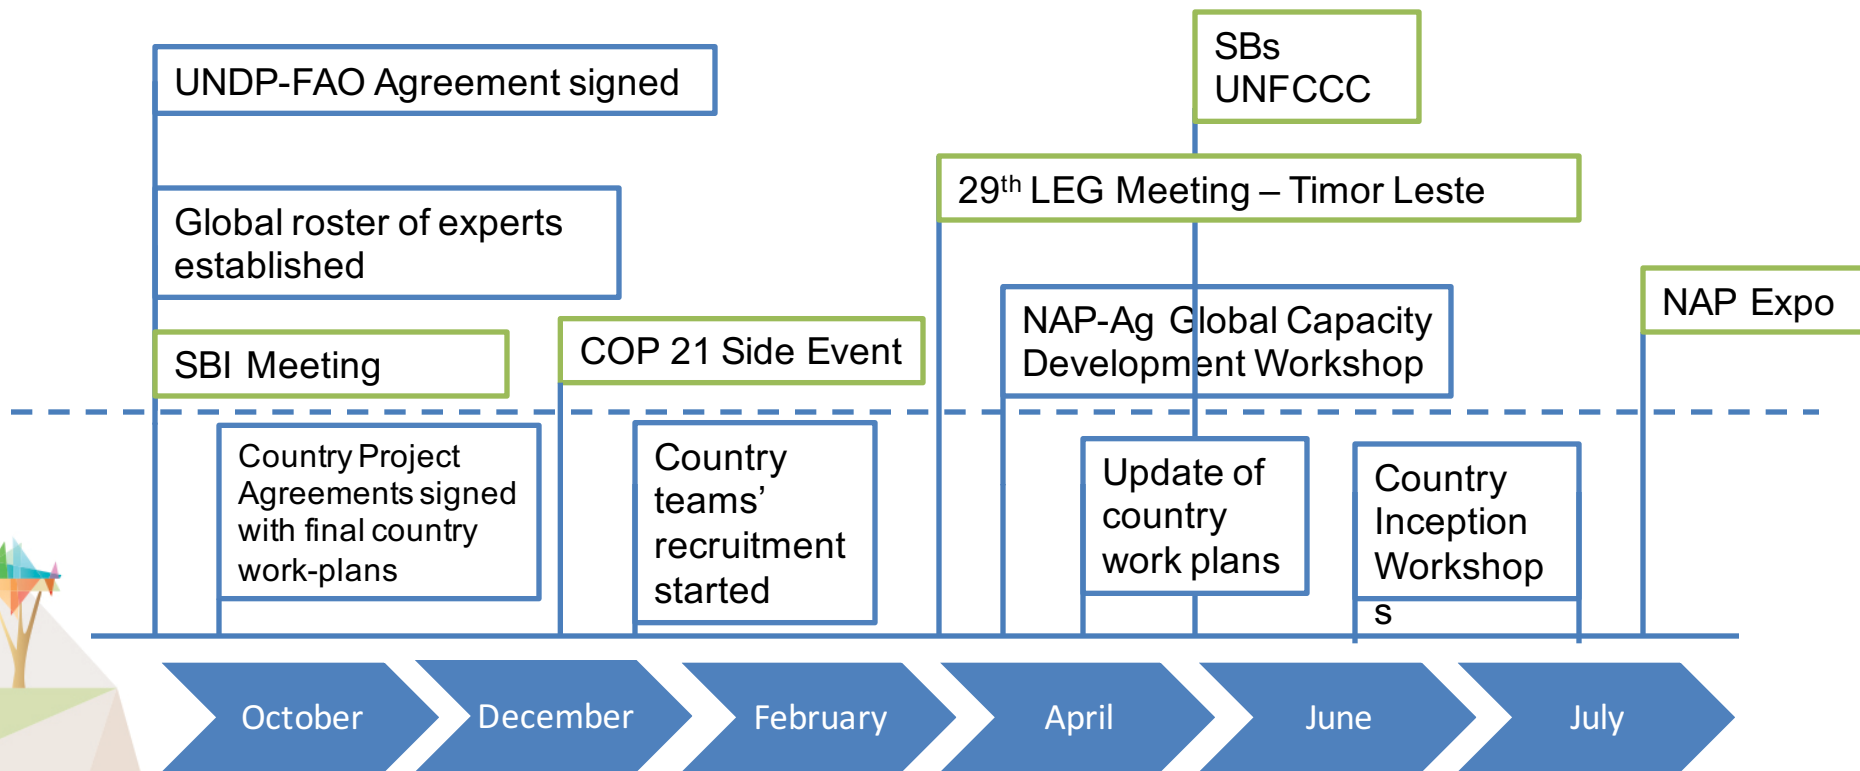 SBs
UNFCCC
UNDP-FAO Agreement signed
29th LEG Meeting – Timor Leste
Global roster of experts
established
NAP Expo
NAP-Ag Global Capacity
Development Workshop
COP 21 Side Event
SBI Meeting
Country Project
Agreements signed
with final country
work-plans
Country
teams’
recruitment
started
Update of
country
work plans
Country
Inception
Workshop
s
October
December
February
April
June
July